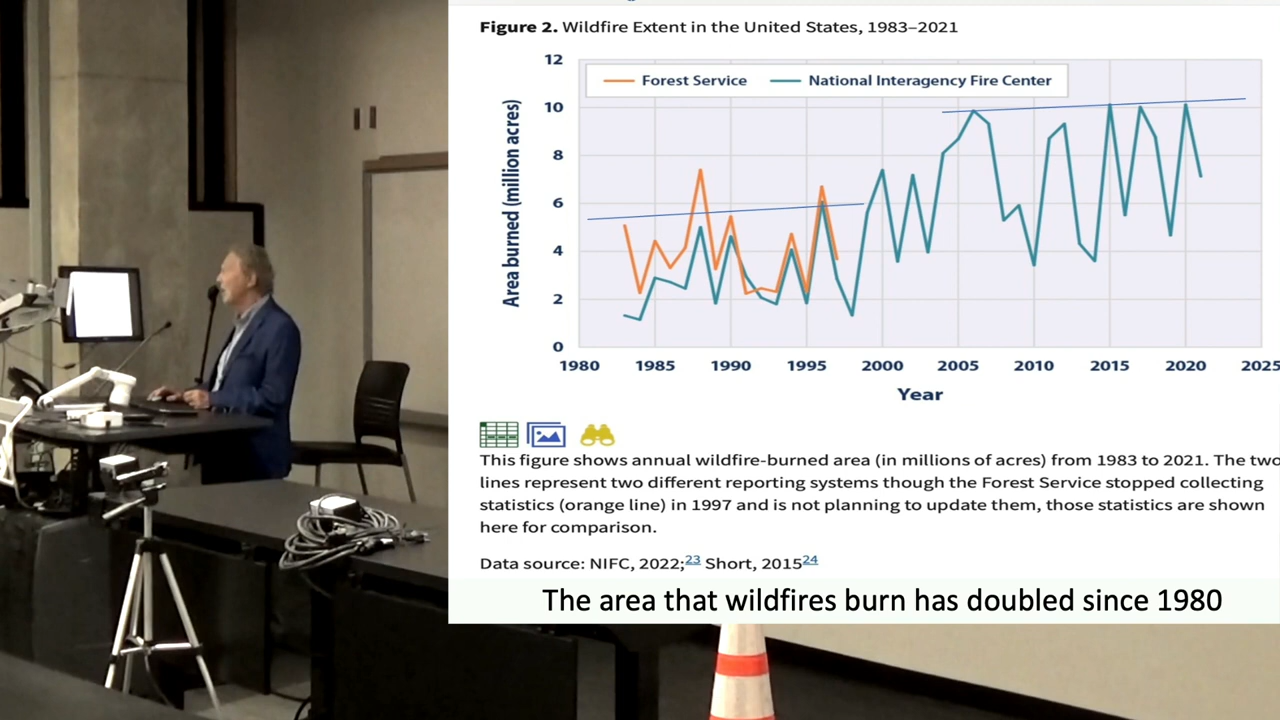 Figure 2. Wildfire Extent in the United States, 1983–2021
12
Forest Service
National Interagency Fire Center
10
8
6
4
2
0
Area burned (million acres)
1980 1985 1990 1995 2000 2005 2010 2015 2020 2025
Year
This figure shows annual wildfire-burned area (in millions of acres) from 1983 to 2021. The two
lines represent two different reporting systems though the Forest Service stopped collecting
statistics (orange line) in 1997 and is not planning to update them, those statistics are shown
here for comparison.
Data source: NIFC, 2022;23 Short, 201524
The area that wildfires burn has doubled since 1980